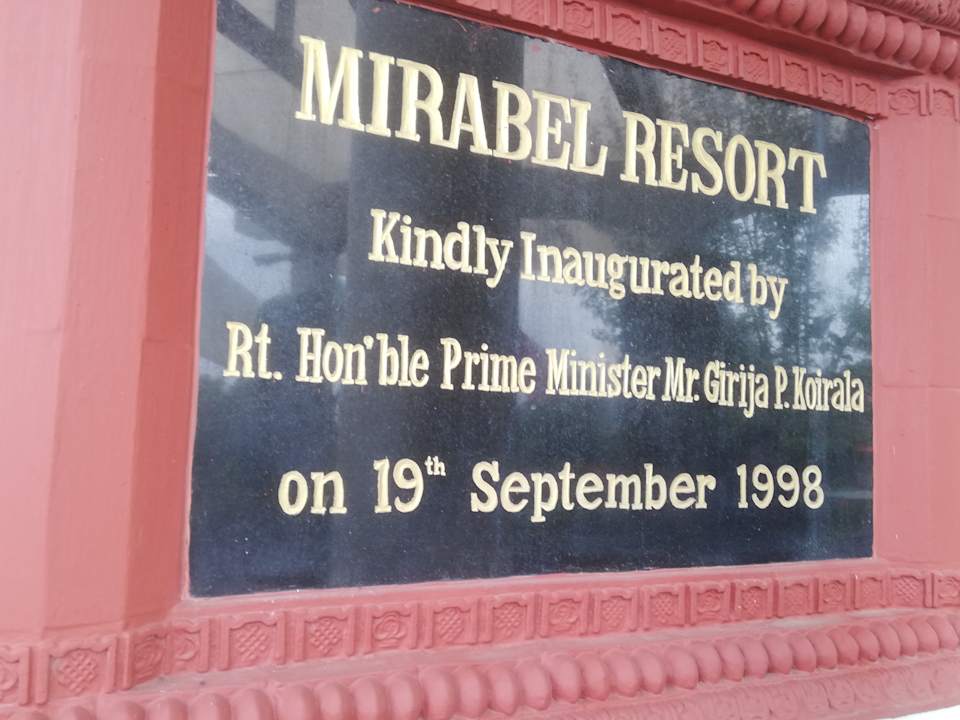 MIRABEL RESORT
Kindly Inaugurated by
Rt. Hon'ble Prime Minister Mr. Girija P. Koirala
on 19th September 1998